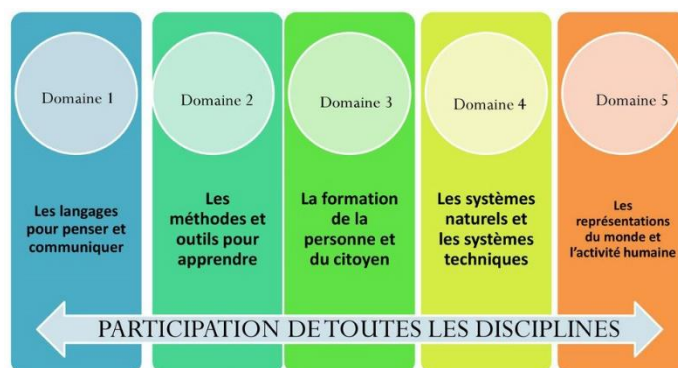 Domaine 1
Les langages
pour penser et
communiquer
Domaine 2
Les
méthodes et
outils pour
apprendre
Domaine 3
La formation
de la
personne et
du citoyen
Domaine 4
Les systèmes
naturels et
les systèmes
techniques
Domaine 5
Les
représentations
du monde et
l'activité humaine
PARTICIPATION DE TOUTES LES DISCIPLINES